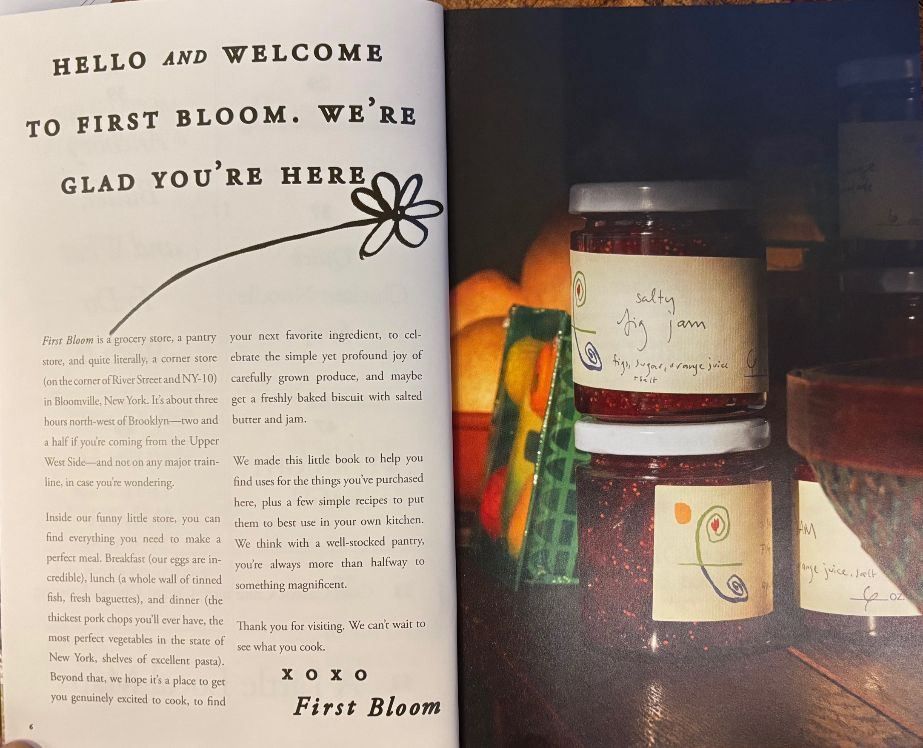 HELLO AND WELCOME
TO FIRST BLOOM. WE'RE
GLAD YOU'RE HERE
First Bloom is a grocery store, a pantry
store, and quite literally, a corner store
(on the corner of River Street and NY-10)
in Bloomville, New York. It's about three
hours north-west of Brooklyn—two and
a half if you're coming from the Upper
West Side—and not on any major train-
line, in case you're wondering.
Inside our funny little store, you can
find everything you need to make a
perfect meal. Breakfast (our eggs are in-
credible), lunch (a whole wall of tinned
fish, fresh baguettes), and dinner (the
thickest pork chops you'll ever have, the
most perfect vegetables in the state of
New York, shelves of excellent pasta).
Beyond that, we hope it's a place to get
you genuinely excited to cook, to find
your next favorite ingredient, to cel-
ebrate the simple yet profound joy of
carefully grown produce, and maybe
get a freshly baked biscuit with salted
butter and jam.
We made this little book to help you
find uses for the things you've purchased
here, plus a few simple recipes to put
them to best use in your own kitchen.
We think with a well-stocked pantry,
you're always more than halfway to
something magnificent.
Thank you for visiting. We can't wait to
see what you cook.
XOXO
First Bloom
6
salty
fig jam
figs, sugar, orange juice
+ salt
6
AM
juice, salt
6 oz